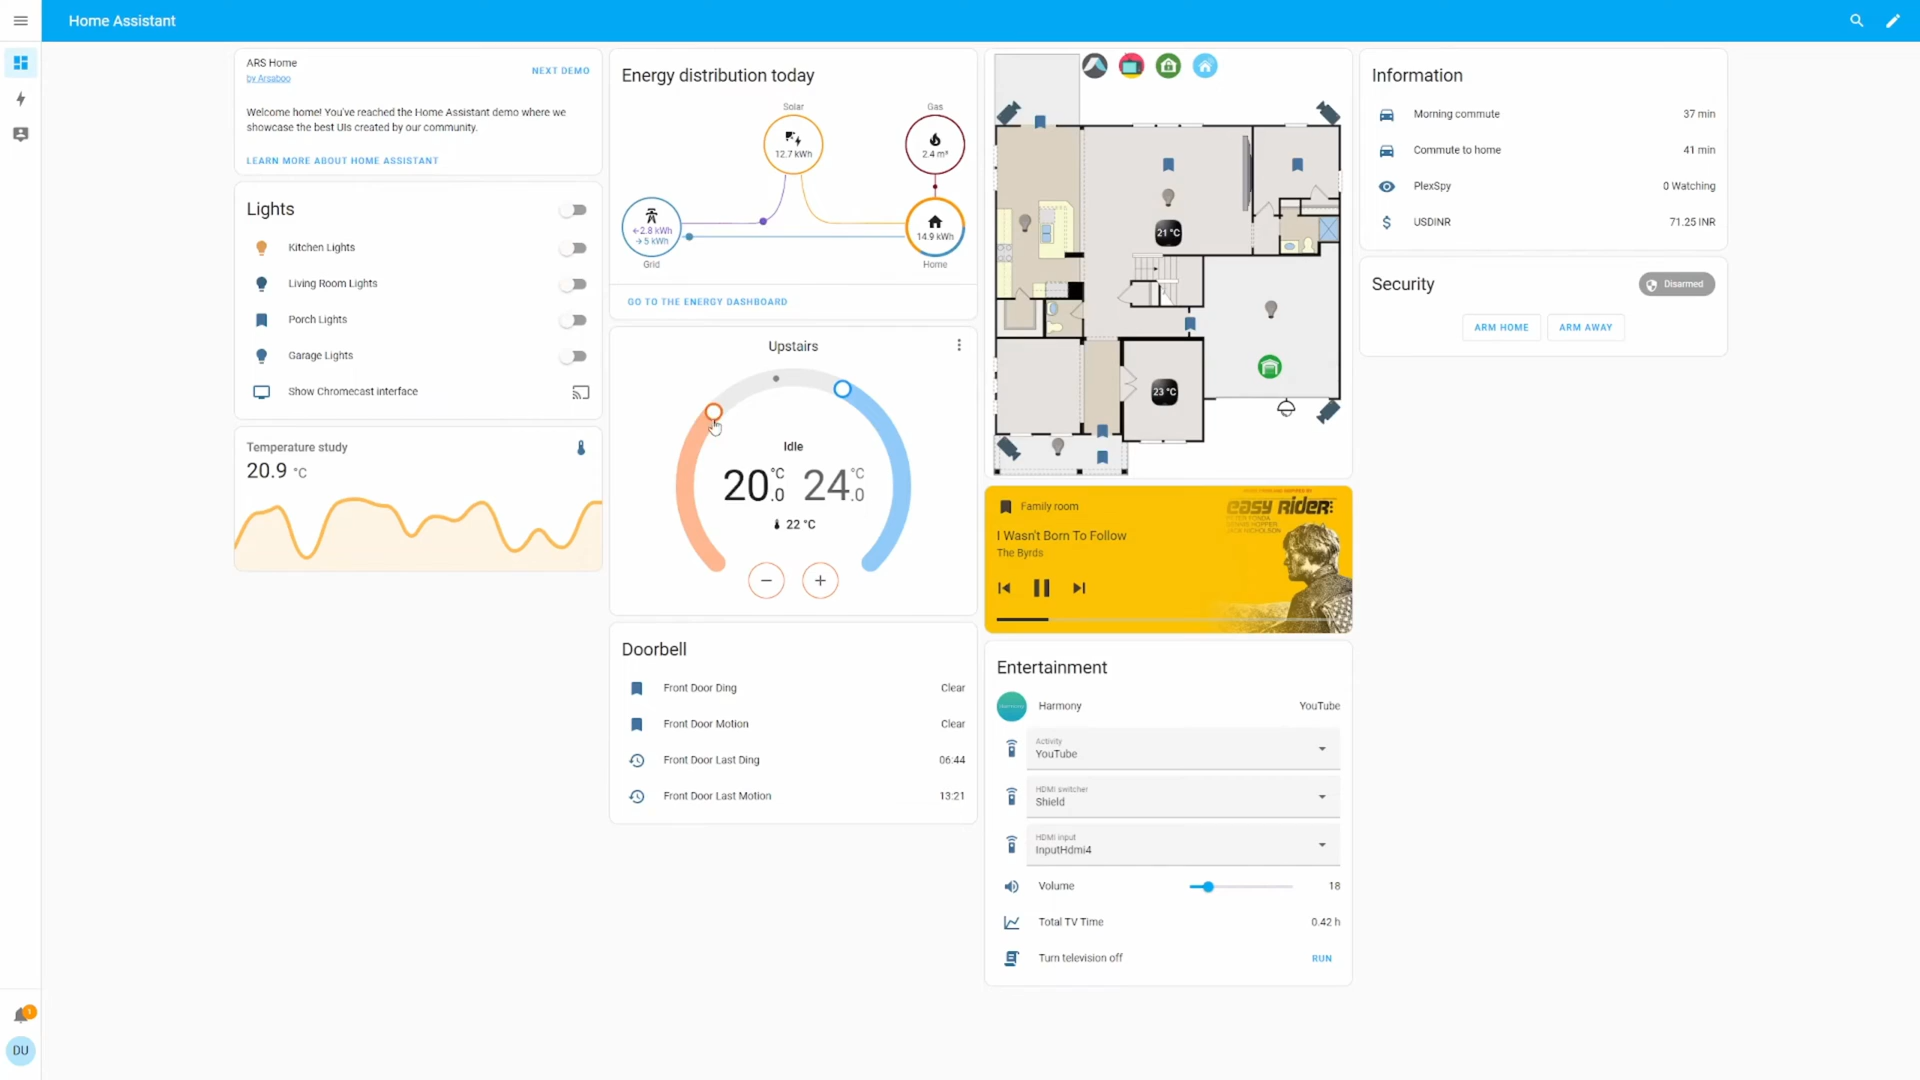 Home Assistant
ARS Home
by Arsaboo
NEXT DEMO
Welcome home! You've reached the Home Assistant demo where we
showcase the best UIs created by our community.
LEARN MORE ABOUT HOME ASSISTANT
Lights
Kitchen Lights
Living Room Lights
Porch Lights
Garage Lights
Show Chromecast interface
Temperature study
20.9 °C
Energy distribution today
Solar
12.7 kWh
Gas
2.4 m³
←2.8 kWh
→5 kWh
Grid
14.9 kWh
Home
GO TO THE ENERGY DASHBOARD
Upstairs
Idle
20.0 °C 24.0 °C
22 °C
Doorbell
Front Door Ding Clear
Front Door Motion Clear
Front Door Last Ding 06:44
Front Door Last Motion 13:21
21 °C
23 °C
Family room
I Wasn't Born To Follow
The Byrds
easy RideR:
PETER FONDA
DENNIS HOPPER
JACK NICHOLSON
Entertainment
Harmony YouTube
Activity
YouTube
HDMI switcher
Shield
HDMI input
InputHdmi4
Volume 18
Total TV Time 0.42 h
Turn television off RUN
Information
Morning commute 37 min
Commute to home 41 min
PlexSpy 0 Watching
USDINR 71.25 INR
Security
Disarmed
ARM HOME
ARM AWAY
1
DU